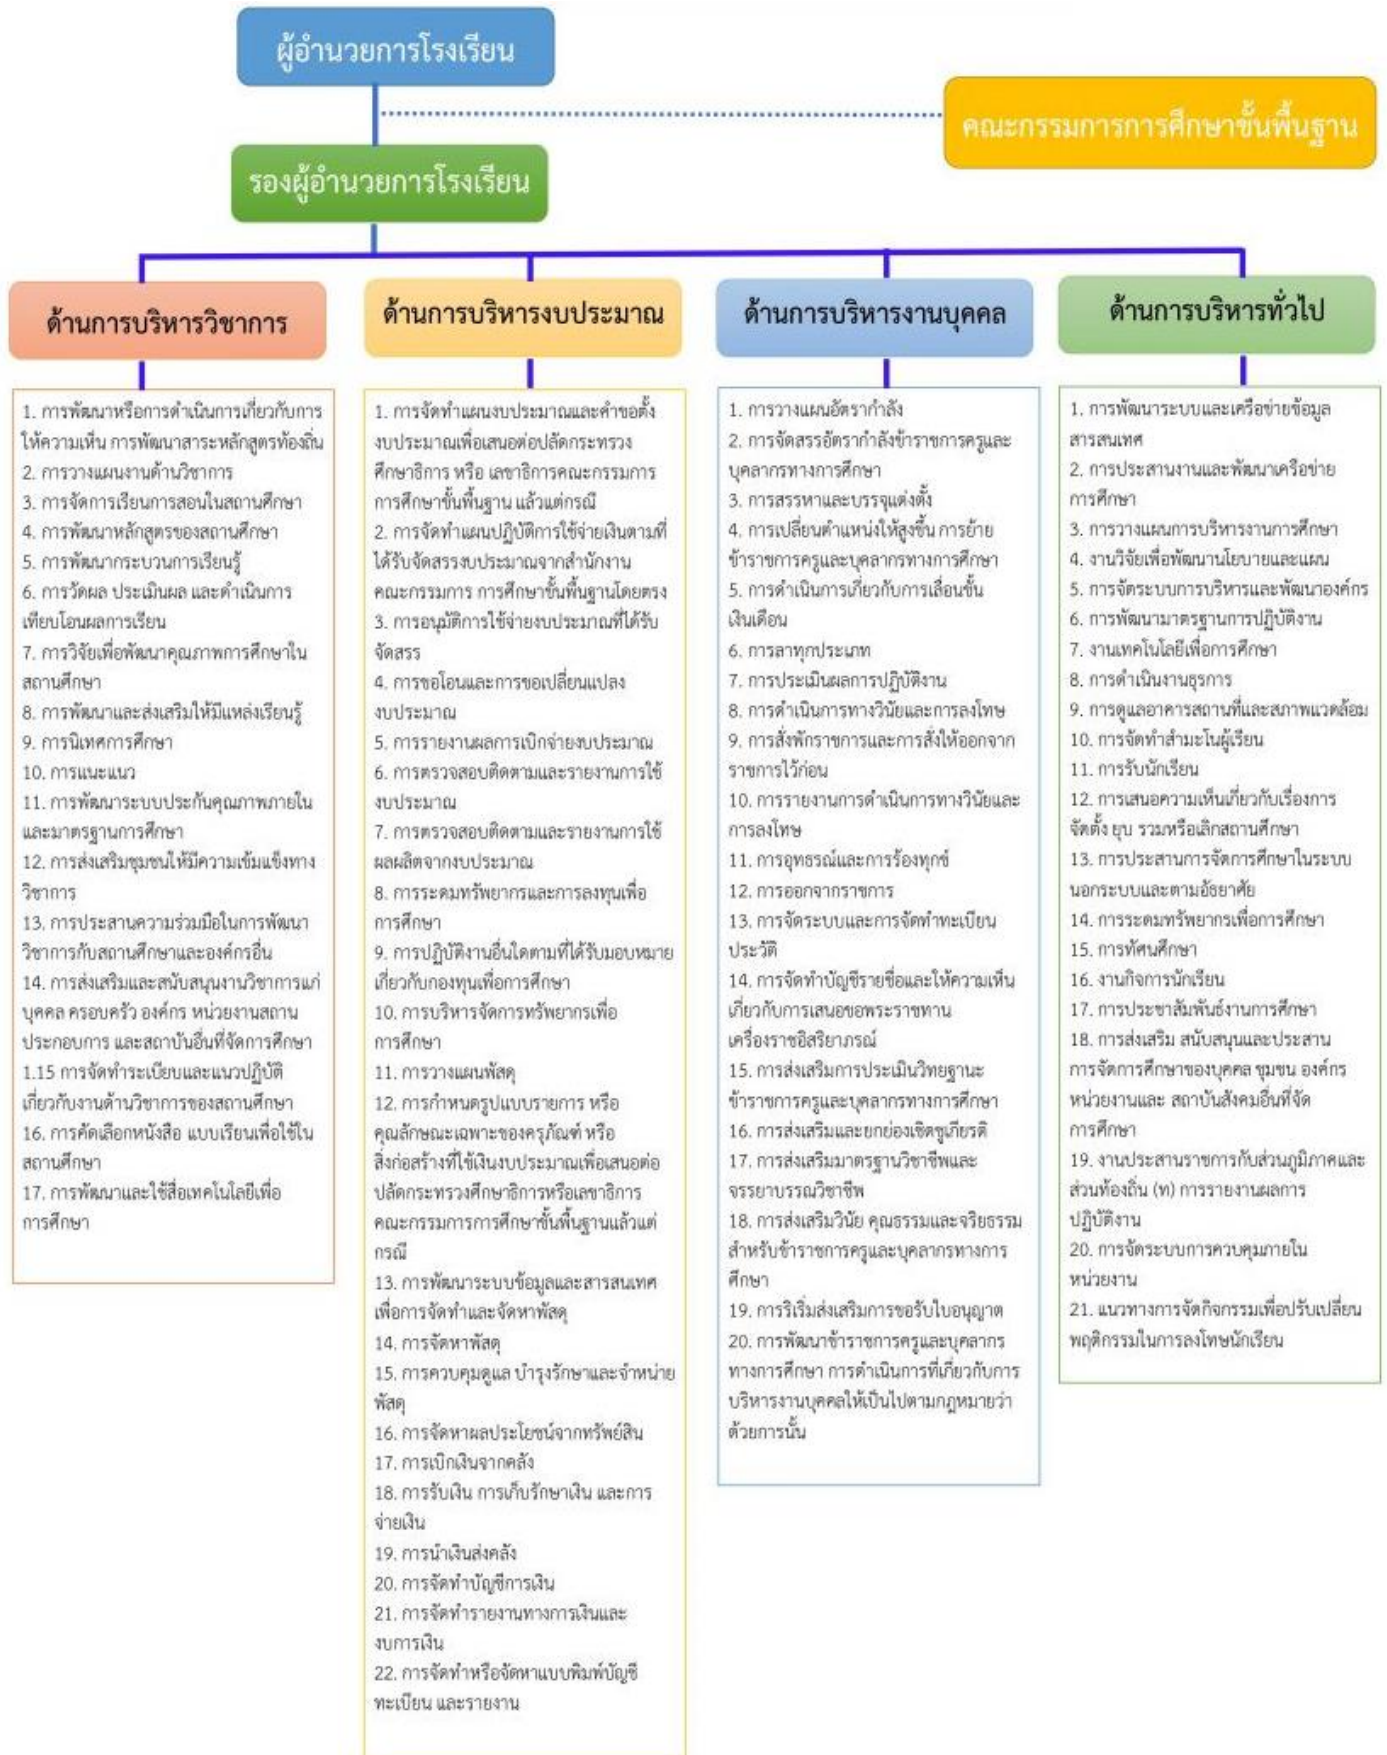 ผู้อำนวยการโรงเรียน
คณะกรรมการการศึกษาขั้นพื้นฐาน
รองผู้อำนวยการโรงเรียน
ด้านการบริหารวิชาการ
1. การพัฒนาหรือการดำเนินการเกี่ยวกับการ
ให้ความเห็น การพัฒนาสาระหลักสูตรท้องถิ่น
2. การวางแผนงานด้านวิชาการ
3. การจัดการเรียนการสอนในสถานศึกษา
4. การพัฒนาหลักสูตรของสถานศึกษา
5. การพัฒนากระบวนการเรียนรู้
6. การวัดผล ประเมินผล และดำเนินการ
เทียบโอนผลการเรียน
7. การวิจัยเพื่อพัฒนาคุณภาพการศึกษาใน
สถานศึกษา
8. การพัฒนาและส่งเสริมให้มีแหล่งเรียนรู้
9. การนิเทศการศึกษา
10. การแนะแนว
11. การพัฒนาระบบประกันคุณภาพภายใน
และมาตรฐานการศึกษา
12. การส่งเสริมชุมชนให้มีความเข้มแข็งทาง
วิชาการ
13. การประสานความร่วมมือในการพัฒนา
วิชาการกับสถานศึกษาและองค์กรอื่น
14. การส่งเสริมและสนับสนุนงานวิชาการแก่
บุคคล ครอบครัว องค์กร หน่วยงานสถาน
ประกอบการ และสถาบันอื่นที่จัดการศึกษา
1.15 การจัดทำระเบียบและแนวปฏิบัติ
เกี่ยวกับงานด้านวิชาการของสถานศึกษา
16. การคัดเลือกหนังสือ แบบเรียนเพื่อใช้ใน
สถานศึกษา
17. การพัฒนาและใช้สื่อเทคโนโลยีเพื่อ
การศึกษา
ด้านการบริหารงบประมาณ
1. การจัดทำแผนงบประมาณและคำขอตั้ง
งบประมาณเพื่อเสนอต่อปลัดกระทรวง
ศึกษาธิการ หรือ เลขาธิการคณะกรรมการ
การศึกษาขั้นพื้นฐาน แล้วแต่กรณี
2. การจัดทำแผนปฏิบัติการใช้จ่ายเงินตามที่
ได้รับจัดสรรงบประมาณจากสำนักงาน
คณะกรรมการ การศึกษาขั้นพื้นฐานโดยตรง
3. การอนุมัติการใช้จ่ายงบประมาณที่ได้รับ
จัดสรร
4. การขอโอนและการขอเปลี่ยนแปลง
งบประมาณ
5. การรายงานผลการเบิกจ่ายงบประมาณ
6. การตรวจสอบติดตามและรายงานการใช้
งบประมาณ
7. การตรวจสอบติดตามและรายงานการใช้
ผลผลิตจากงบประมาณ
8. การระดมทรัพยากรและการลงทุนเพื่อ
การศึกษา
9. การปฏิบัติงานอื่นใดตามที่ได้รับมอบหมาย
เกี่ยวกับกองทุนเพื่อการศึกษา
10. การบริหารจัดการทรัพยากรเพื่อ
การศึกษา
11. การวางแผนพัสดุ
12. การกำหนดรูปแบบรายการ หรือ
คุณลักษณะเฉพาะของครุภัณฑ์ หรือ
สิ่งก่อสร้างที่ใช้เงินงบประมาณเพื่อเสนอต่อ
ปลัดกระทรวงศึกษาธิการหรือเลขาธิการ
คณะกรรมการการศึกษาขั้นพื้นฐานแล้วแต่
กรณี
13. การพัฒนาระบบข้อมูลและสารสนเทศ
เพื่อการจัดทำและจัดหาพัสดุ
14. การจัดหาพัสดุ
15. การควบคุมดูแล บำรุงรักษาและจำหน่าย
พัสดุ
16. การจัดหาผลประโยชน์จากทรัพย์สิน
17. การเบิกเงินจากคลัง
18. การรับเงิน การเก็บรักษาเงิน และการ
จ่ายเงิน
19. การนำเงินส่งคลัง
20. การจัดทำบัญชีการเงิน
21. การจัดทำรายงานทางการเงินและ
งบการเงิน
22. การจัดทำหรือจัดหาแบบพิมพ์บัญชี
ทะเบียน และรายงาน
ด้านการบริหารงานบุคคล
1. การวางแผนอัตรากำลัง
2. การจัดสรรอัตรากำลังข้าราชการครูและ
บุคลากรทางการศึกษา
3. การสรรหาและบรรจุแต่งตั้ง
4. การเปลี่ยนตำแหน่งให้สูงขึ้น การย้าย
ข้าราชการครูและบุคลากรทางการศึกษา
5. การดำเนินการเกี่ยวกับการเลื่อนขั้น
เงินเดือน
6. การลาทุกประเภท
7. การประเมินผลการปฏิบัติงาน
8. การดำเนินการทางวินัยและการลงโทษ
9. การสั่งพักราชการและการสั่งให้ออกจาก
ราชการไว้ก่อน
10. การรายงานการดำเนินการทางวินัยและ
การลงโทษ
11. การอุทธรณ์และการร้องทุกข์
12. การออกจากราชการ
13. การจัดระบบและการจัดทำทะเบียน
ประวัติ
14. การจัดทำบัญชีรายชื่อและให้ความเห็น
เกี่ยวกับการเสนอขอพระราชทาน
เครื่องราชอิสริยาภรณ์
15. การส่งเสริมการประเมินวิทยฐานะ
ข้าราชการครูและบุคลากรทางการศึกษา
16. การส่งเสริมและยกย่องเชิดชูเกียรติ
17. การส่งเสริมมาตรฐานวิชาชีพและ
จรรยาบรรณวิชาชีพ
18. การส่งเสริมวินัย คุณธรรมและจริยธรรม
สำหรับข้าราชการครูและบุคลากรทางการ
ศึกษา
19. การริเริ่มส่งเสริมการขอรับใบอนุญาต
20. การพัฒนาข้าราชการครูและบุคลากร
ทางการศึกษา การดำเนินการที่เกี่ยวกับการ
บริหารงานบุคคลให้เป็นไปตามกฎหมายว่า
ด้วยการนั้น
ด้านการบริหารทั่วไป
1. การพัฒนาระบบและเครือข่ายข้อมูล
สารสนเทศ
2. การประสานงานและพัฒนาเครือข่าย
การศึกษา
3. การวางแผนการบริหารงานการศึกษา
4. งานวิจัยเพื่อพัฒนานโยบายและแผน
5. การจัดระบบการบริหารและพัฒนาองค์กร
6. การพัฒนามาตรฐานการปฏิบัติงาน
7. งานเทคโนโลยีเพื่อการศึกษา
8. การดำเนินงานธุรการ
9. การดูแลอาคารสถานที่และสภาพแวดล้อม
10. การจัดทำสำมะโนผู้เรียน
11. การรับนักเรียน
12. การเสนอความเห็นเกี่ยวกับเรื่องการ
จัดตั้ง ยุบ รวมหรือเลิกสถานศึกษา
13. การประสานการจัดการศึกษาในระบบ
นอกระบบและตามอัธยาศัย
14. การระดมทรัพยากรเพื่อการศึกษา
15. การทัศนศึกษา
16. งานกิจการนักเรียน
17. การประชาสัมพันธ์งานการศึกษา
18. การส่งเสริม สนับสนุนและประสาน
การจัดการศึกษาของบุคคล ชุมชน องค์กร
หน่วยงานและ สถาบันสังคมอื่นที่จัด
การศึกษา
19. งานประสานราชการกับส่วนภูมิภาคและ
ส่วนท้องถิ่น (ท) การรายงานผลการ
ปฏิบัติงาน
20. การจัดระบบการควบคุมภายใน
หน่วยงาน
21. แนวทางการจัดกิจกรรมเพื่อปรับเปลี่ยน
พฤติกรรมในการลงโทษนักเรียน